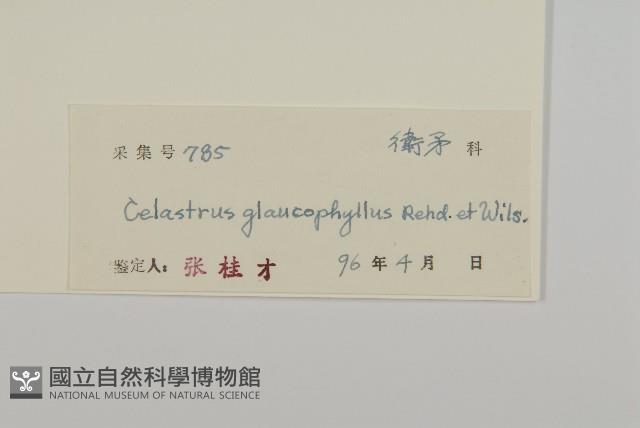 采集号 785 衛矛 科
Celastrus glaucophyllus Rehd. et Wils.
鉴定人: 张桂才 96 年 4 月 日
國立自然科學博物館
NATIONAL MUSEUM OF NATURAL SCIENCE